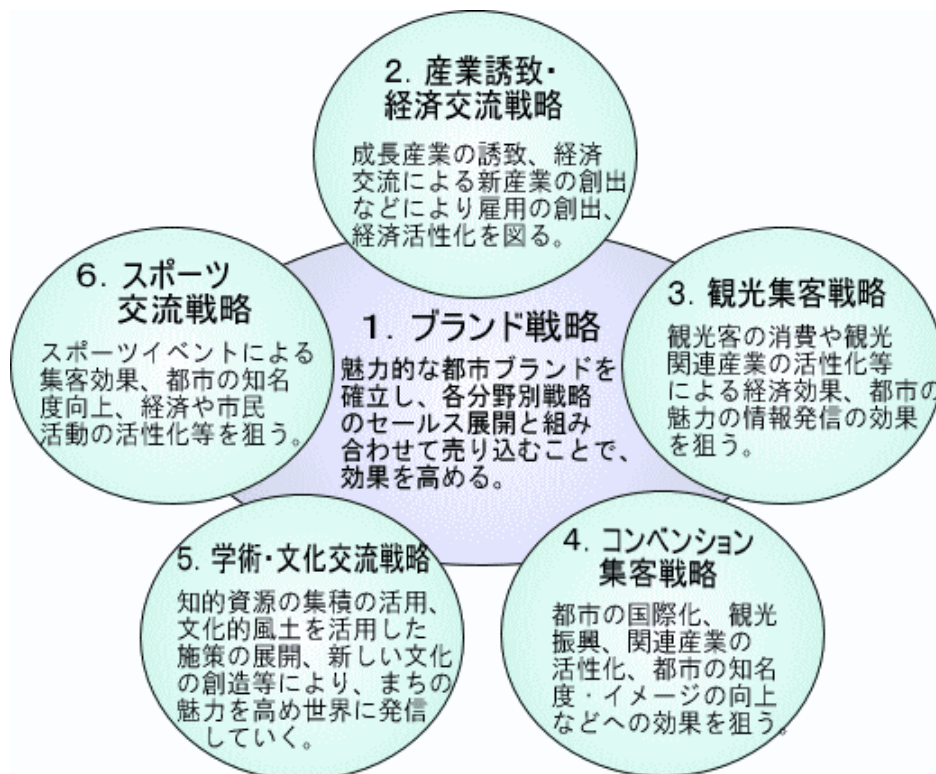 2. 産業誘致・
経済交流戦略
成長産業の誘致、経済
交流による新産業の創出
などにより雇用の創出、
経済活性化を図る。
6. スポーツ
交流戦略
スポーツイベントによる
集客効果、都市の知名
度向上、経済や市民
活動の活性化等を狙う。
1. ブランド戦略
魅力的な都市ブランドを
確立し、各分野別戦略
のセールス展開と組み
合わせて売り込むことで、
効果を高める。
3. 観光集客戦略
観光客の消費や観光
関連産業の活性化等
による経済効果、都市の
魅力の情報発信の効果
を狙う。
5. 学術・文化交流戦略
知的資源の集積の活用、
文化的風土を活用した
施策の展開、新しい文化
の創造等により、まちの
魅力を高め世界に発信
していく。
4. コンベンション
集客戦略
都市の国際化、観光
振興、関連産業の
活性化、都市の知名
度・イメージの向上
などへの効果を狙う。